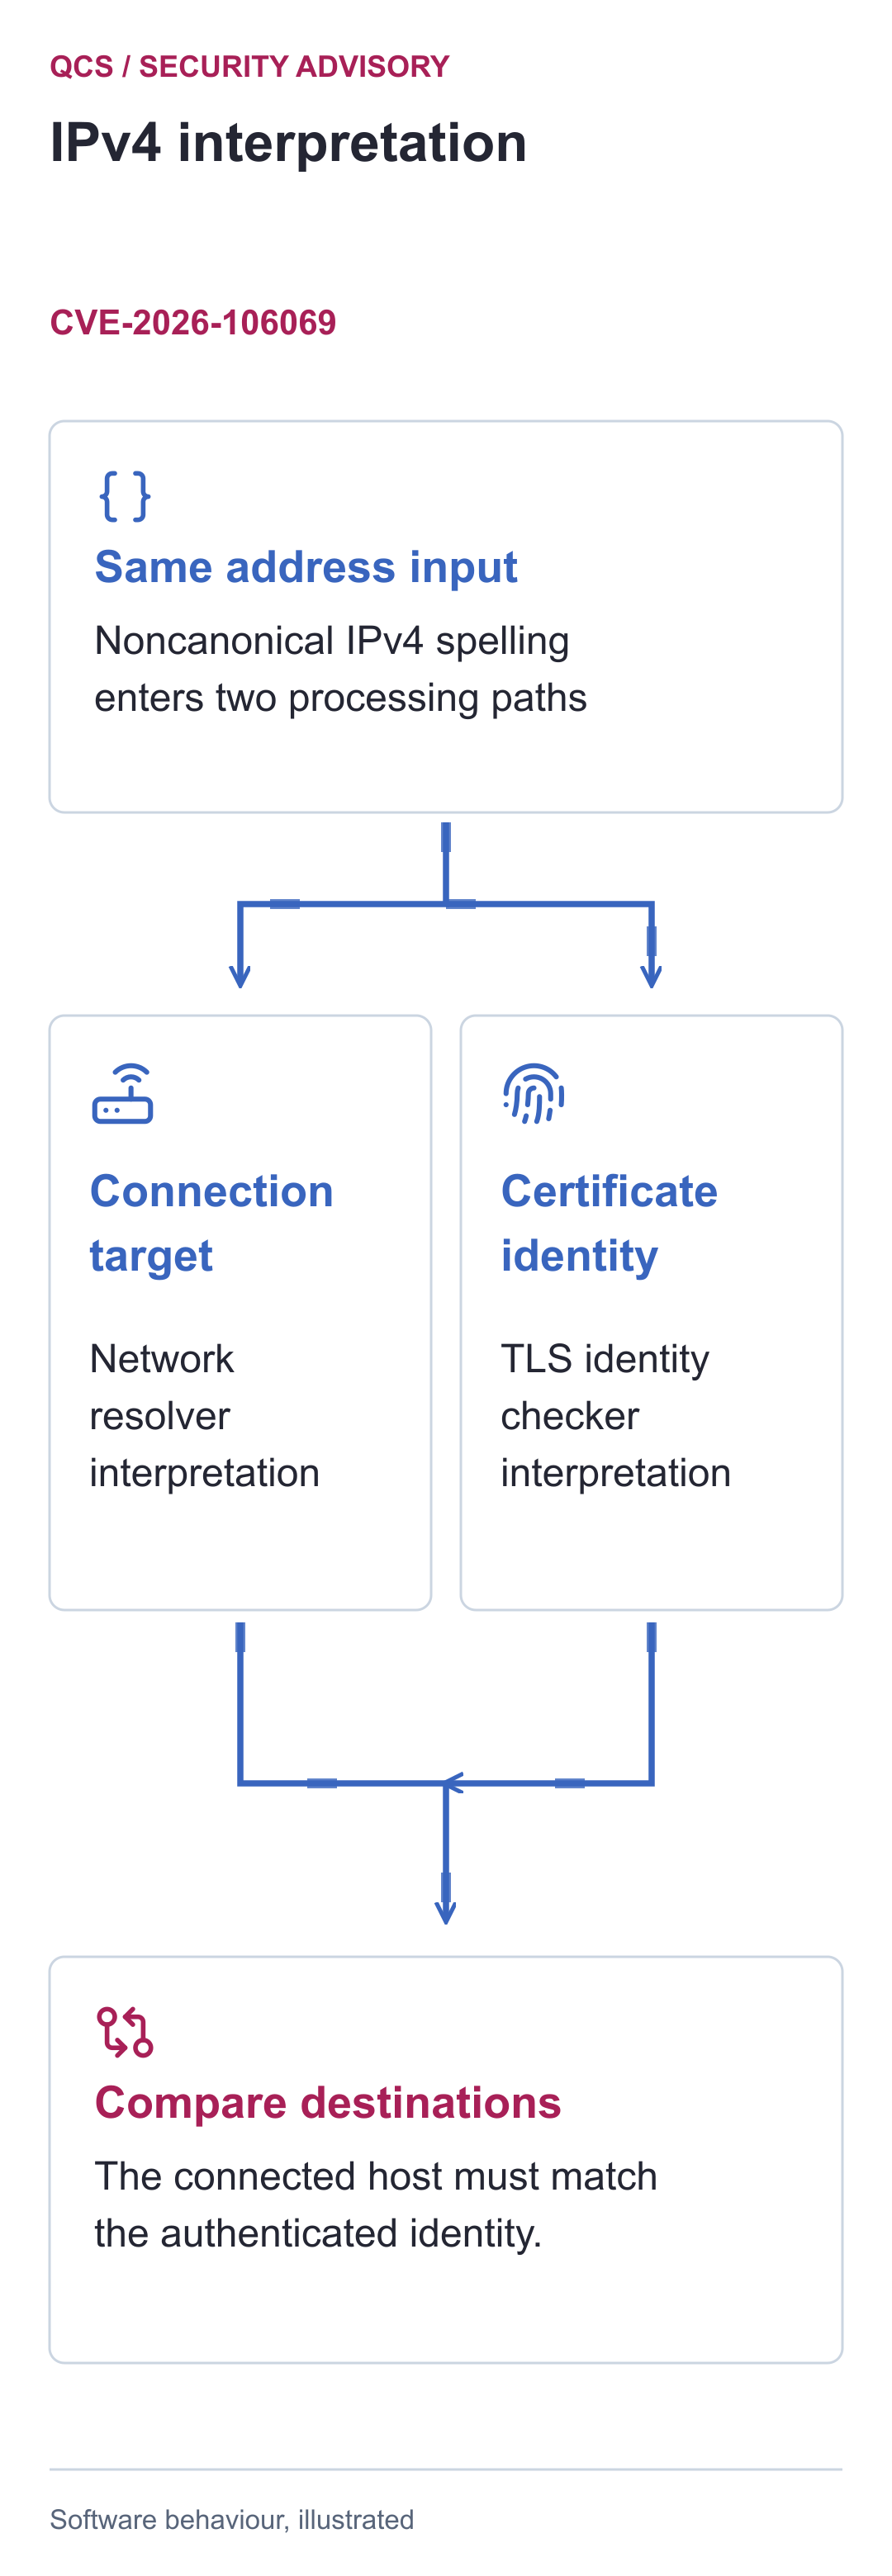 QCS / SECURITY ADVISORY
IPv4 interpretation
CVE-2026-106069
Same address input
Noncanonical IPv4 spelling
enters two processing paths
Connection
target
Network
resolver
interpretation
Certificate
identity
TLS identity
checker
interpretation
Compare destinations
The connected host must match
the authenticated identity.
Software behaviour, illustrated